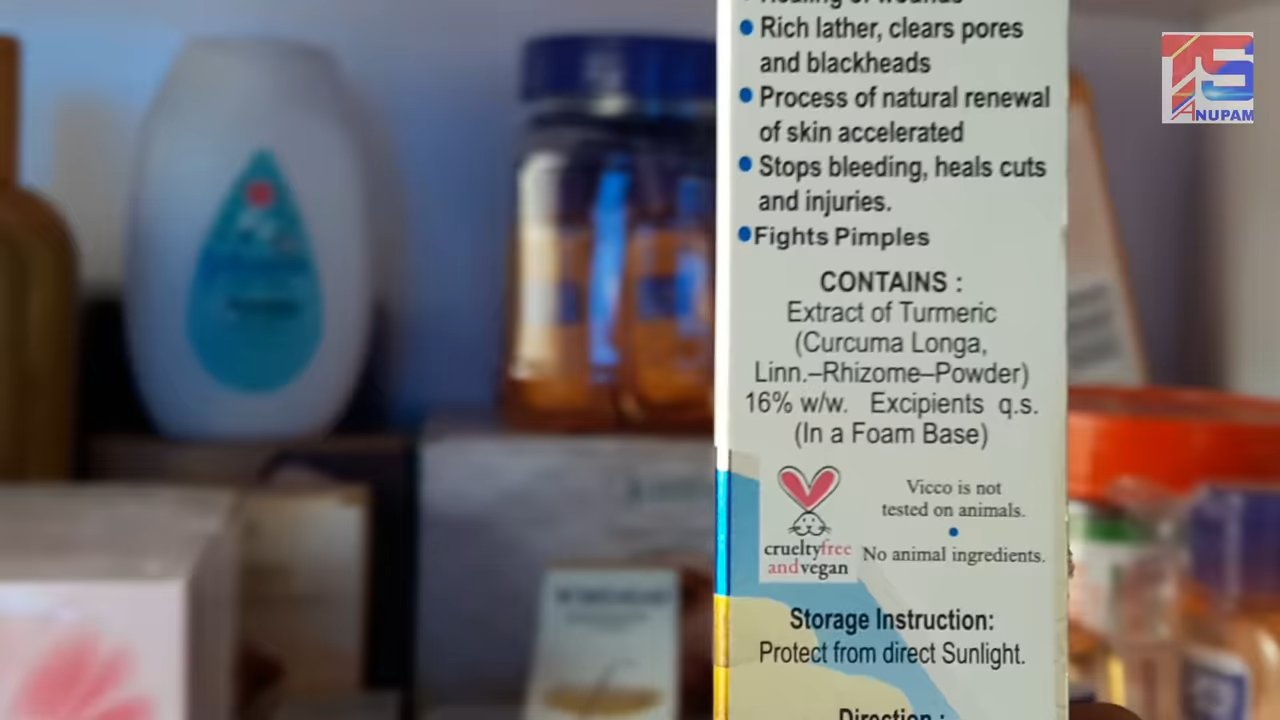 Healing of wounds
• Rich lather, clears pores
and blackheads
• Process of natural renewal
of skin accelerated
• Stops bleeding, heals cuts
and injuries.
•Fights Pimples
CONTAINS :
Extract of Turmeric
(Curcuma Longa,
Linn.–Rhizome–Powder)
16% w/w. Excipients q.s.
(In a Foam Base)
Vicco is not
tested on animals.
•
No animal ingredients.
crueltyfree
andvegan
Storage Instruction:
Protect from direct Sunlight.
Direction :
ANUPAM